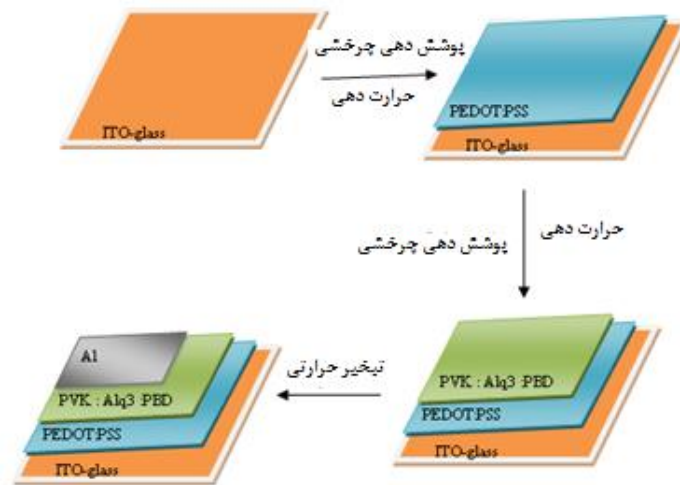 ITO-glass
پوشش دهی چرخشی
حرارت دهی
PEDOT:PSS
ITO-glass
پوشش دهی چرخشی
حرارت دهی
PVK : Alq3 :PBD
PEDOT:PSS
ITO-glass
تبخیر حرارتی
Al
PVK : Alq3 :PBD
PEDOT:PSS
ITO-glass